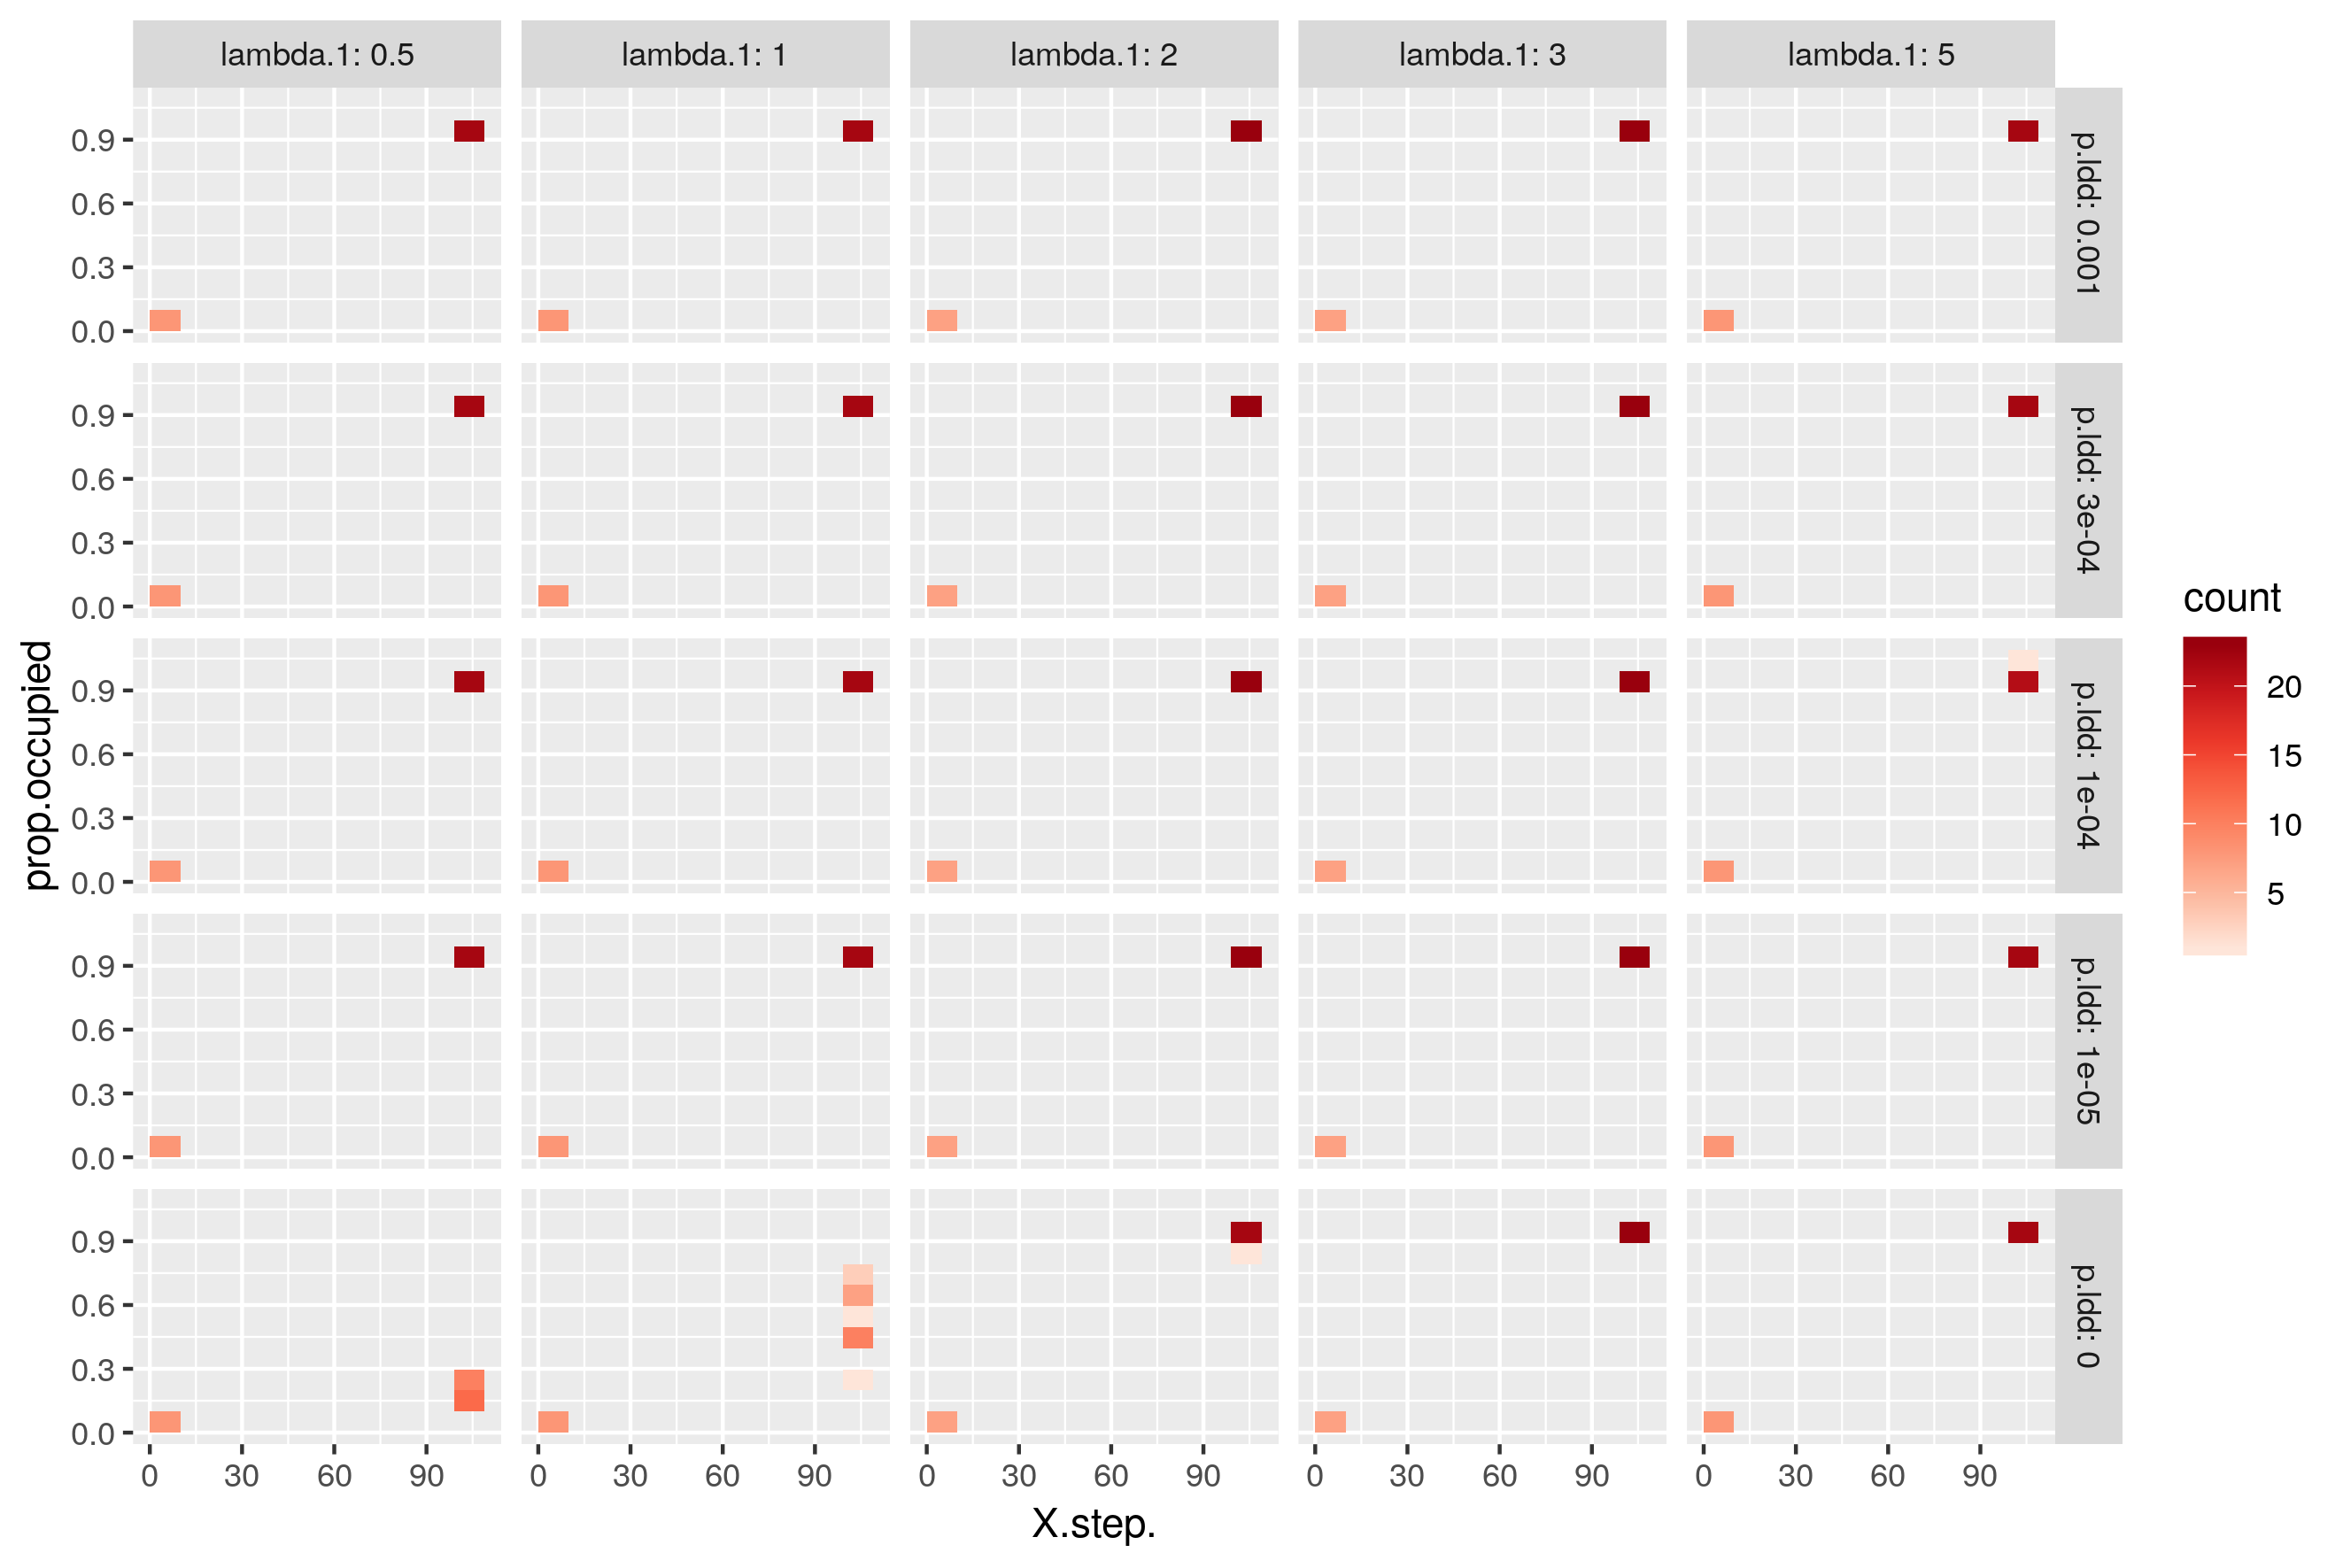 lambda.1: 0.5
lambda.1: 1
lambda.1: 2
lambda.1: 3
lambda.1: 5
0.9
0.6
0.3
0.0
p.ldd: 0.001
0.9
0.6
0.3
0.0
p.ldd: 3e-04
0.9
0.6
0.3
0.0
p.ldd: 1e-04
0.9
0.6
0.3
0.0
p.ldd: 1e-05
0.9
0.6
0.3
0.0
p.ldd: 0
prop.occupied
0 30 60 90
0 30 60 90
0 30 60 90
0 30 60 90
0 30 60 90
X.step.
count
20
15
10
5